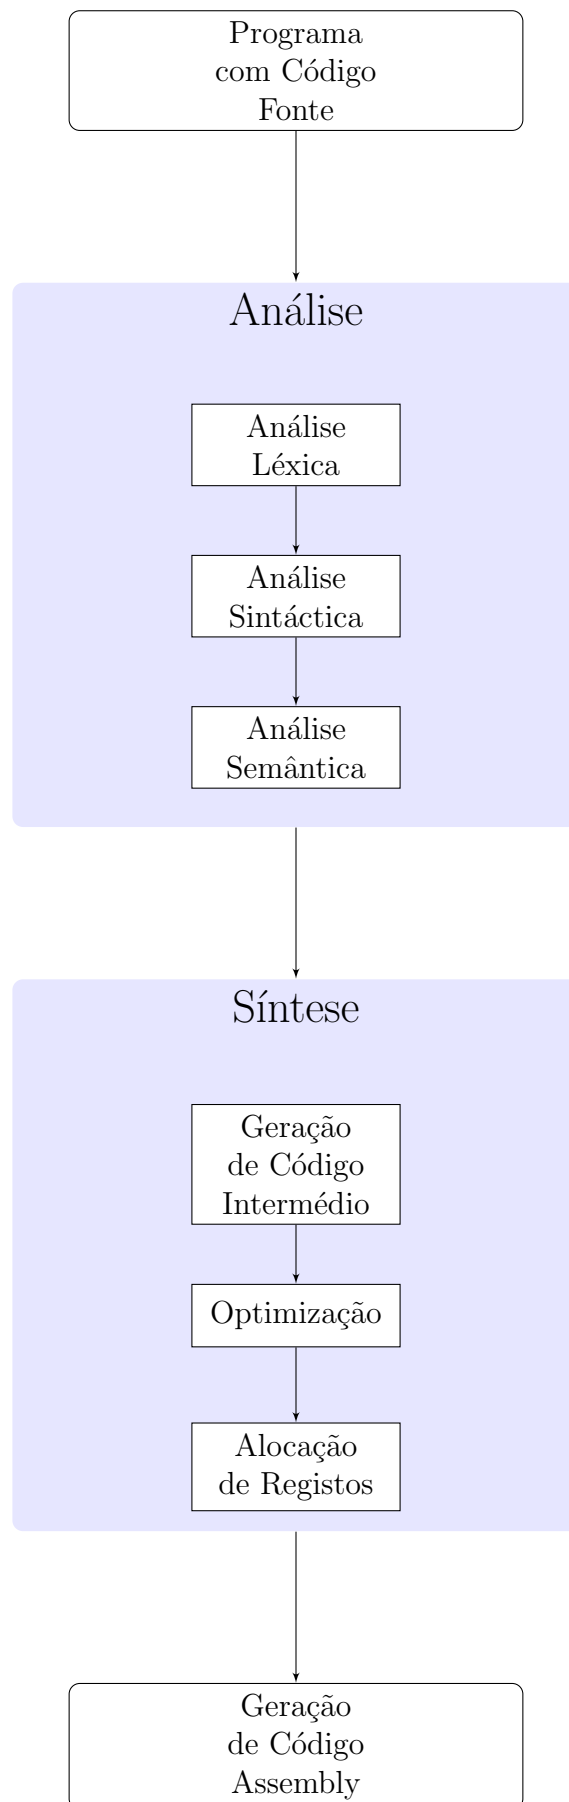 Programa
com Código
Fonte
Análise
Análise
Léxica
Análise
Sintáctica
Análise
Semântica
Síntese
Geração
de Código
Intermédio
Optimização
Alocação
de Registos
Geração
de Código
Assembly